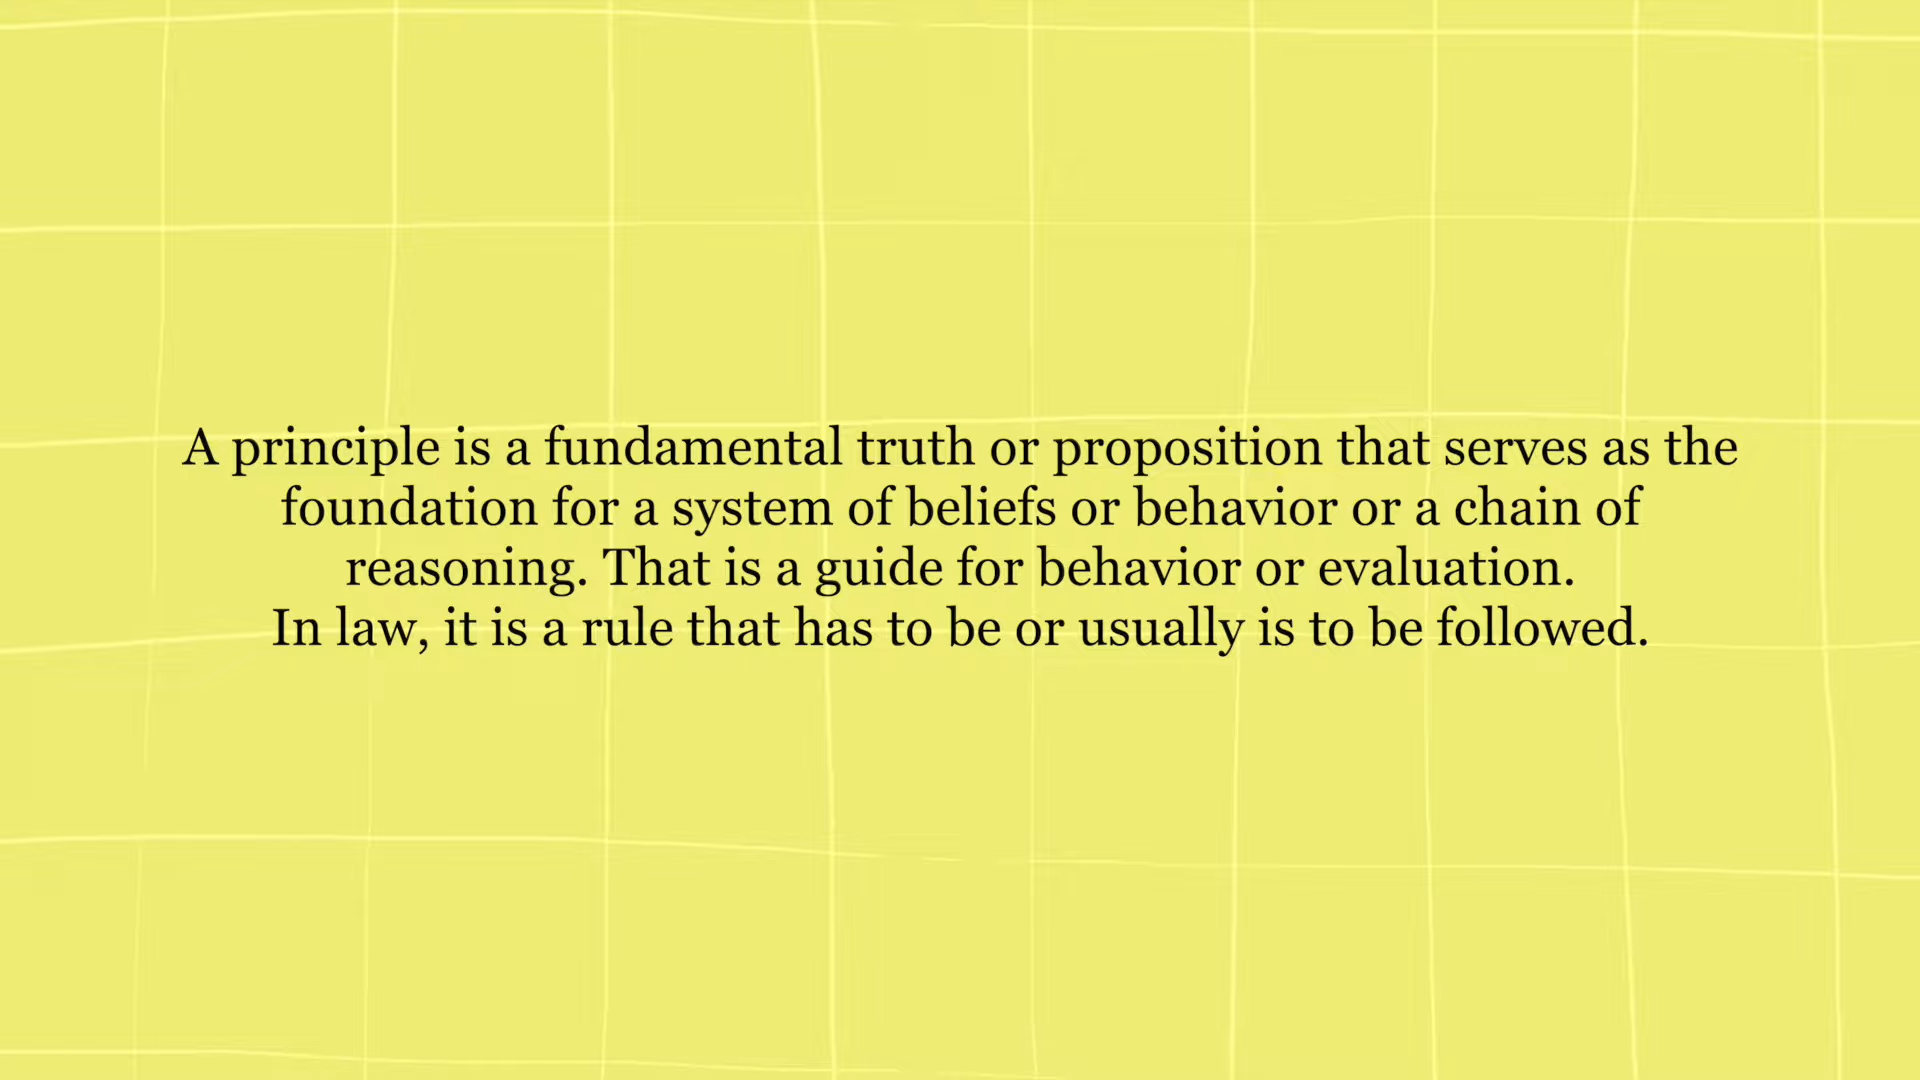 A principle is a fundamental truth or proposition that serves as the
foundation for a system of beliefs or behavior or a chain of
reasoning. That is a guide for behavior or evaluation.
In law, it is a rule that has to be or usually is to be followed.